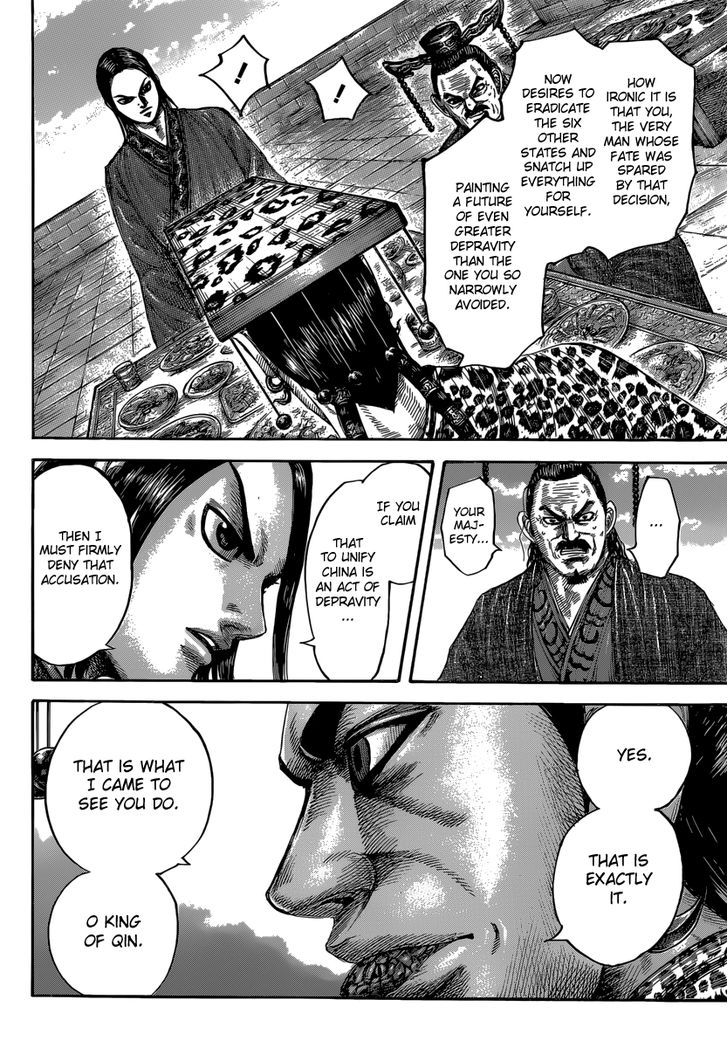 HOW
IRONIC IT IS
THAT YOU,
THE VERY
MAN WHOSE
FATE WAS
SPARED
BY THAT
DECISION,
NOW
DESIRES TO
ERADICATE
THE SIX
OTHER
STATES AND
SNATCH UP
EVERYTHING
FOR
YOURSELF.
PAINTING
A FUTURE
OF EVEN
GREATER
DEPRAVITY
THAN THE
ONE YOU SO
NARROWLY
AVOIDED.
!
!
...
YOUR
MAJ-
ESTY...
IF YOU
CLAIM
THAT
TO UNIFY
CHINA IS
AN ACT OF
DEPRAVITY
...
THEN I
MUST FIRMLY
DENY THAT
ACCUSATION.
YES.
THAT IS
EXACTLY
IT.
THAT IS WHAT
I CAME TO
SEE YOU DO.
O KING
OF QIN.